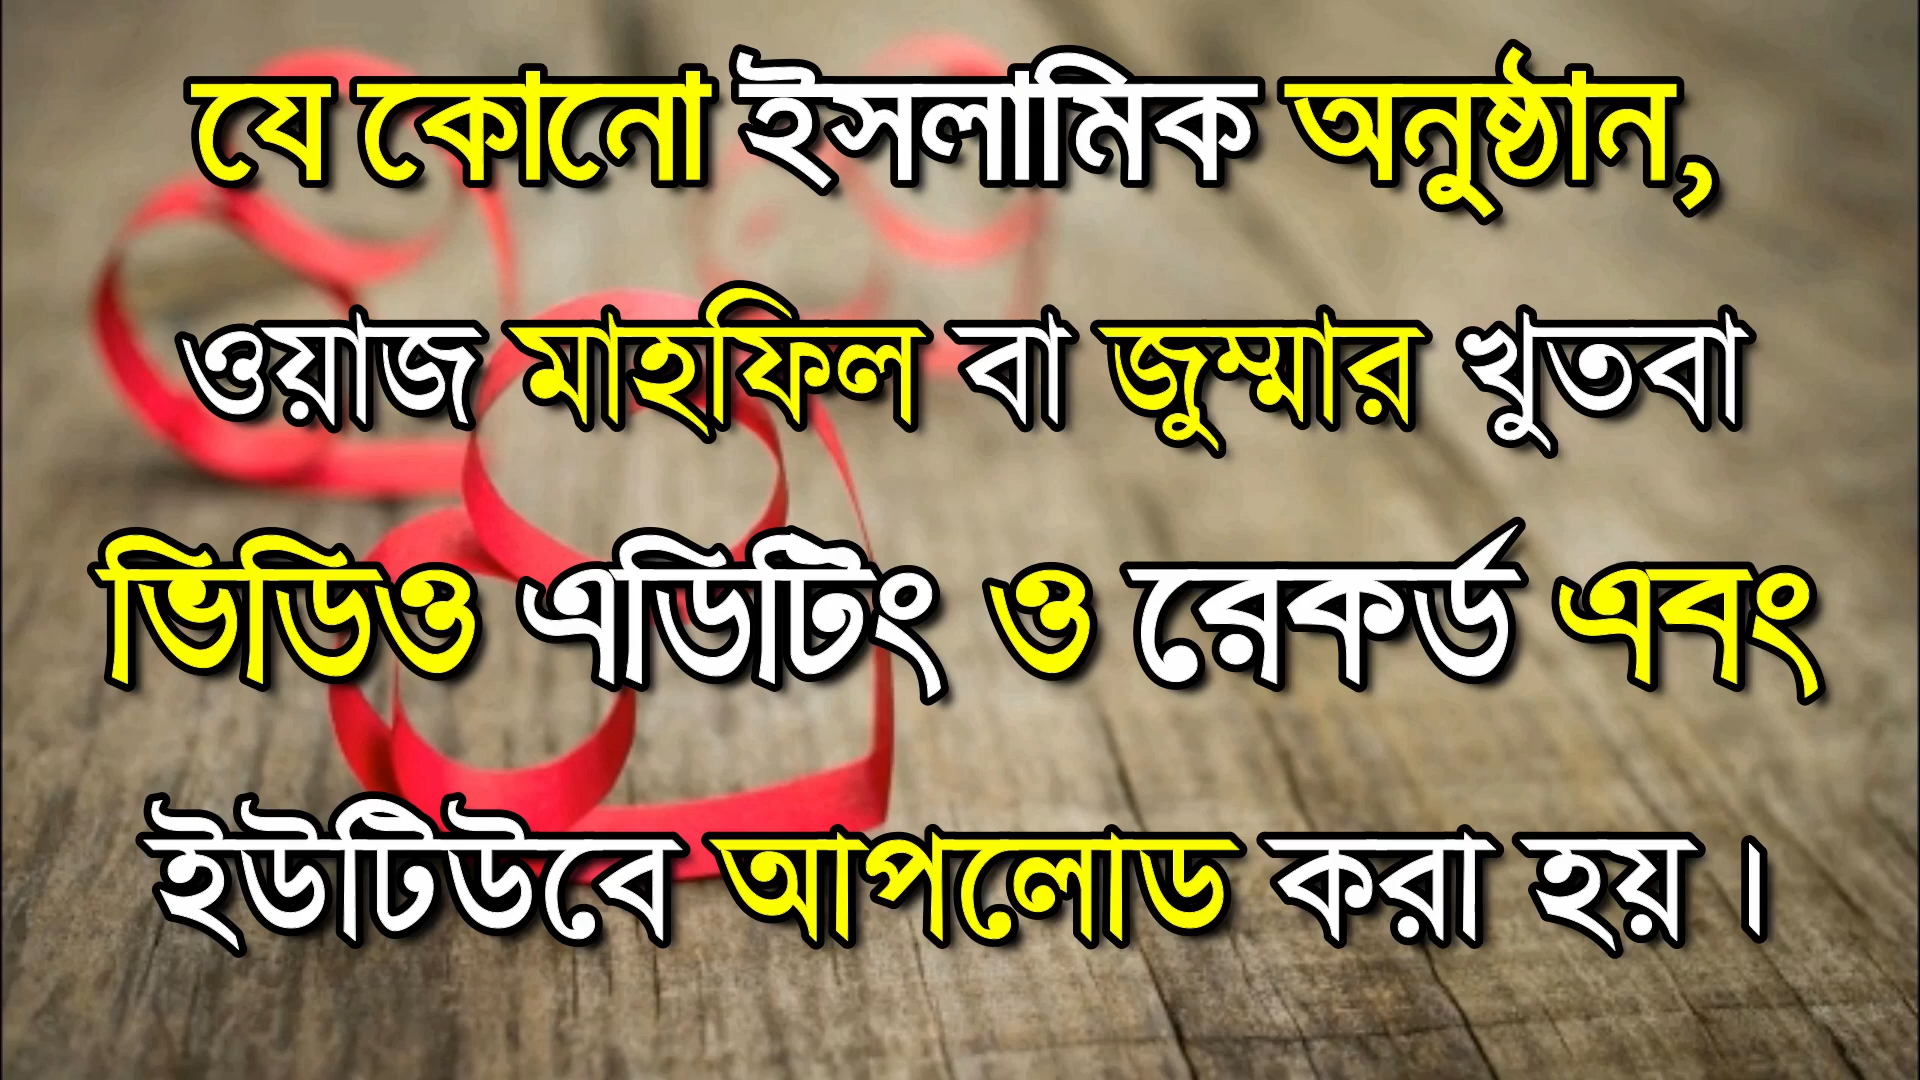 যে কোনো ইসলামিক অনুষ্ঠান,
ওয়াজ মাহফিল বা জুম্মার খুতবা
ভিডিও এডিটিং ও রেকর্ড এবং
ইউটিউবে আপলোড করা হয় ।